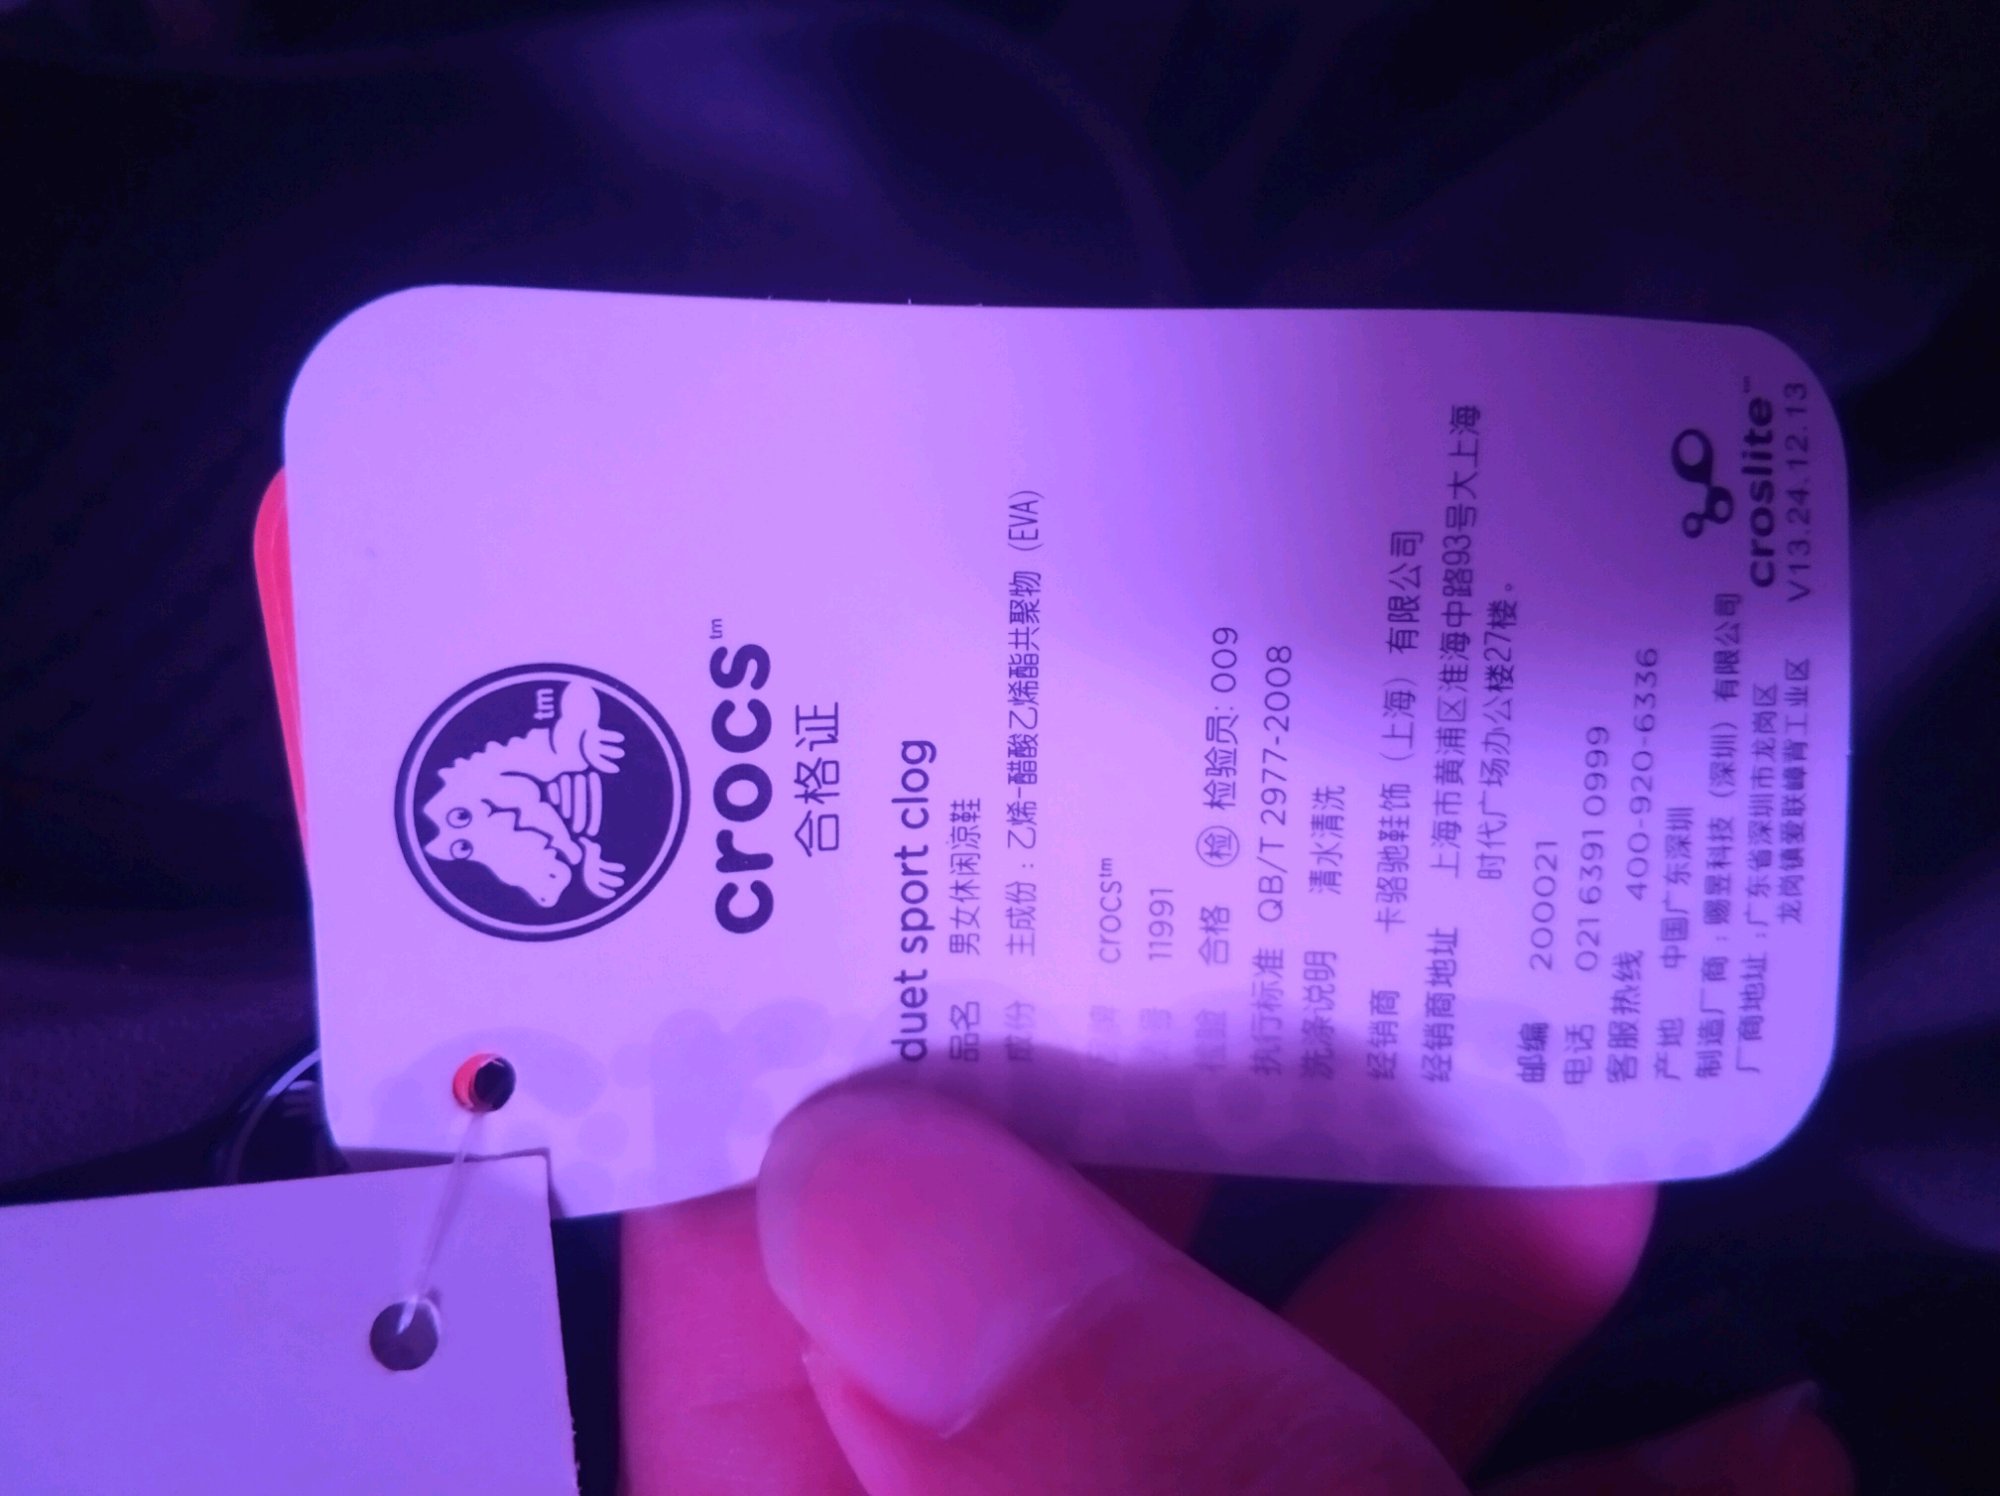 tm
crocs™
合格证
duet sport clog
品名 男女休闲凉鞋
成份 主成份：乙烯-醋酸乙烯酯共聚物（EVA）
crocs™
11991
检验 合格 检 检验员: 009
执行标准 QB/T 2977-2008
洗涤说明 清水清洗
经销商 卡骆驰鞋饰（上海）有限公司
经销商地址 上海市黄浦区淮海中路93号大上海
时代广场办公楼27楼。
邮编 200021
电话 021 6391 0999
客服热线 400-920-6336
产地 中国广东深圳
制造厂商：赐昱科技（深圳）有限公司
厂商地址：广东省深圳市龙岗区
龙岗镇爱联嶂背工业区
croslite™
V13.24.12.13